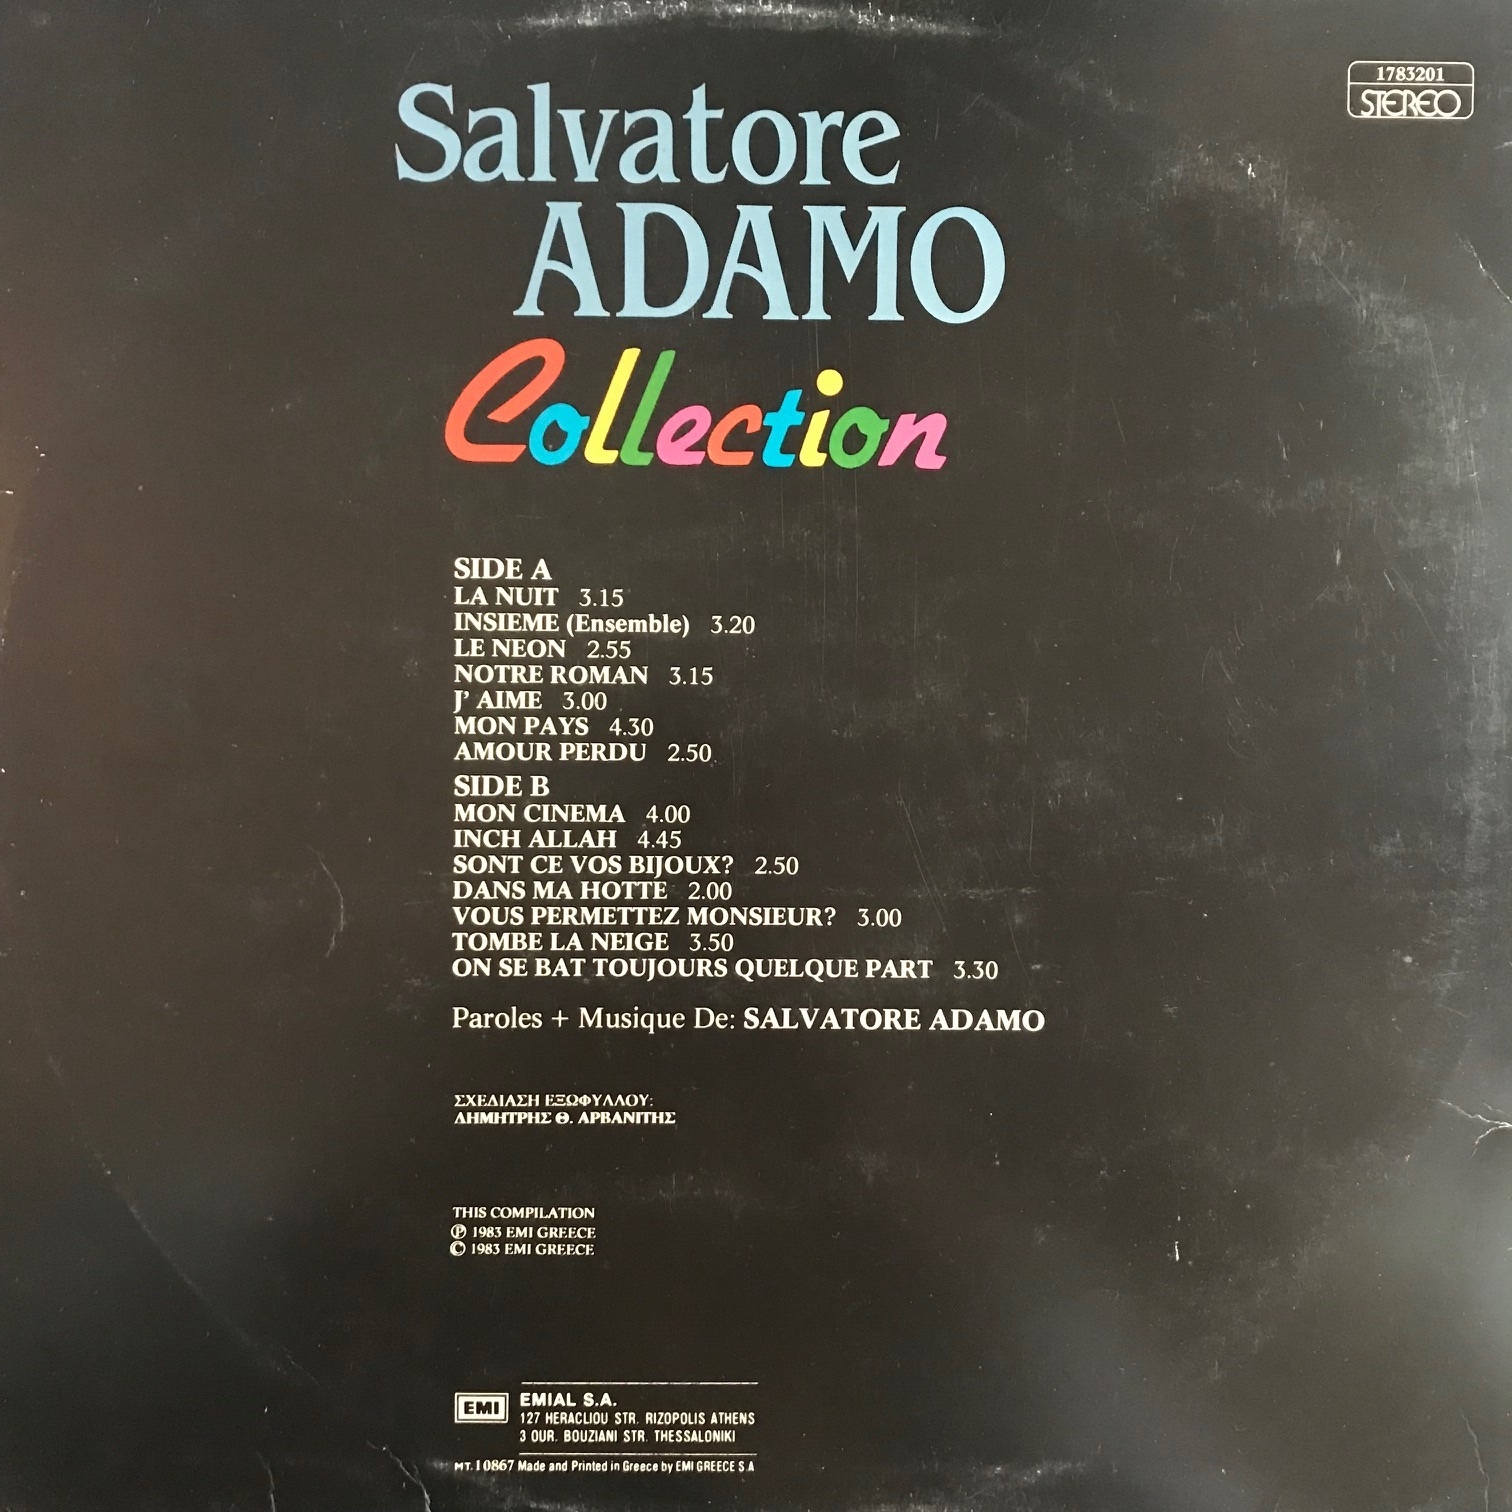 1783201
STEREO
Salvatore
ADAMO
Collection
SIDE A
LA NUIT 3.15
INSIEME (Ensemble) 3.20
LE NEON 2.55
NOTRE ROMAN 3.15
J' AIME 3.00
MON PAYS 4.30
AMOUR PERDU 2.50
SIDE B
MON CINEMA 4.00
INCH ALLAH 4.45
SONT CE VOS BIJOUX? 2.50
DANS MA HOTTE 2.00
VOUS PERMETTEZ MONSIEUR? 3.00
TOMBE LA NEIGE 3.50
ON SE BAT TOUJOURS QUELQUE PART 3.30
Paroles + Musique De: SALVATORE ADAMO
ΣΧΕΔΙΑΣΗ ΕΞΩΦΥΛΛΟΥ:
ΔΗΜΗΤΡΗΣ Θ. ΑΡΒΑΝΙΤΗΣ
THIS COMPILATION
℗ 1983 EMI GREECE
© 1983 EMI GREECE
EMI
EMIAL S.A.
127 HERACLIOU STR. RIZOPOLIS ATHENS
3 OUR. BOUZIANI STR. THESSALONIKI
MT. 10867 Made and Printed in Greece by EMI GREECE S.A